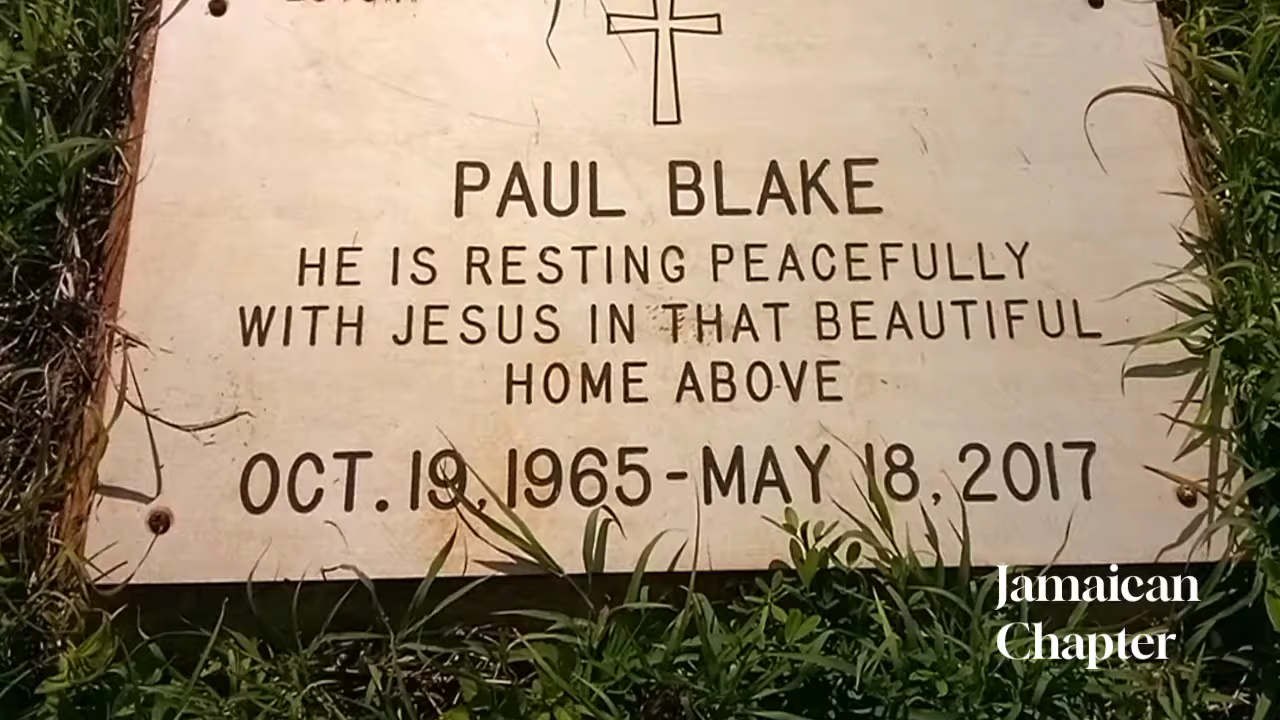 PAUL BLAKE
HE IS RESTING PEACEFULLY
WITH JESUS IN THAT BEAUTIFUL
HOME ABOVE
OCT. 19, 1965 - MAY 18, 2017
Jamaican
Chapter